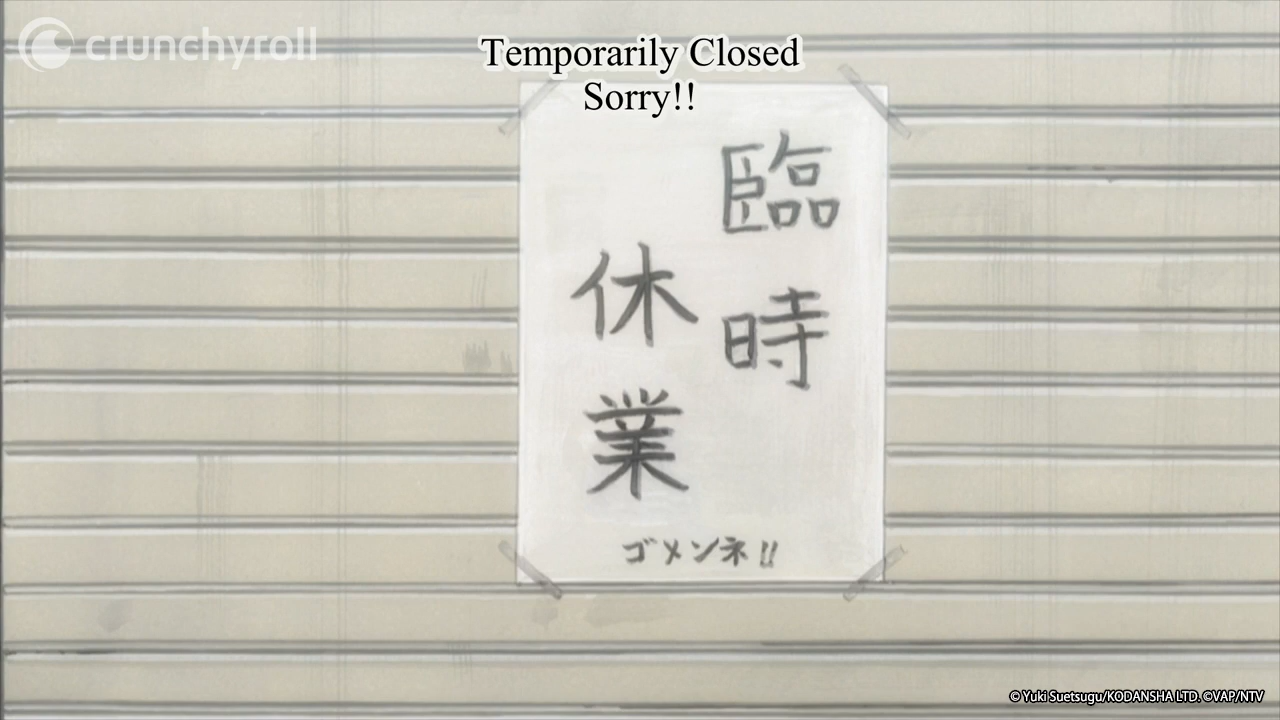 crunchyroll
Temporarily Closed
Sorry!!
臨時
休業
ゴメンネ!!
© Yuki Suetsugu/KODANSHA LTD. ©VAP/NTV